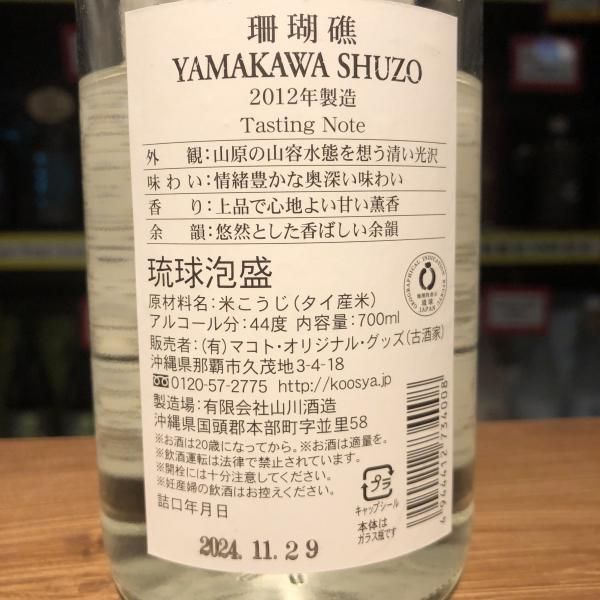 珊瑚礁
YAMAKAWA SHUZO
2012年製造
Tasting Note
外観：山原の山容水態を想う清い光沢
味わい：情緒豊かな奥深い味わい
香り：上品で心地よい甘い薫香
余韻：悠然とした香ばしい余韻
琉球泡盛
原材料名：米こうじ（タイ産米）
アルコール分：44度 内容量：700ml
販売者：（有）マコト・オリジナル・グッズ（古酒家）
沖縄県那覇市久茂地3-4-18
0120-57-2775 http://koosya.jp
製造場：有限会社山川酒造
沖縄県国頭郡本部町字並里58
※お酒は20歳になってから。※お酒は適量を。
※飲酒運転は法律で禁止されています。
※開栓には十分注意してください。
※妊産婦の飲酒はお控えください。
詰口年月日
2024.11.29
GEOGRAPHICAL INDICATION
琉球
JAPAN
プラ
キャップシール
本体は
ガラス瓶です
4944412734008